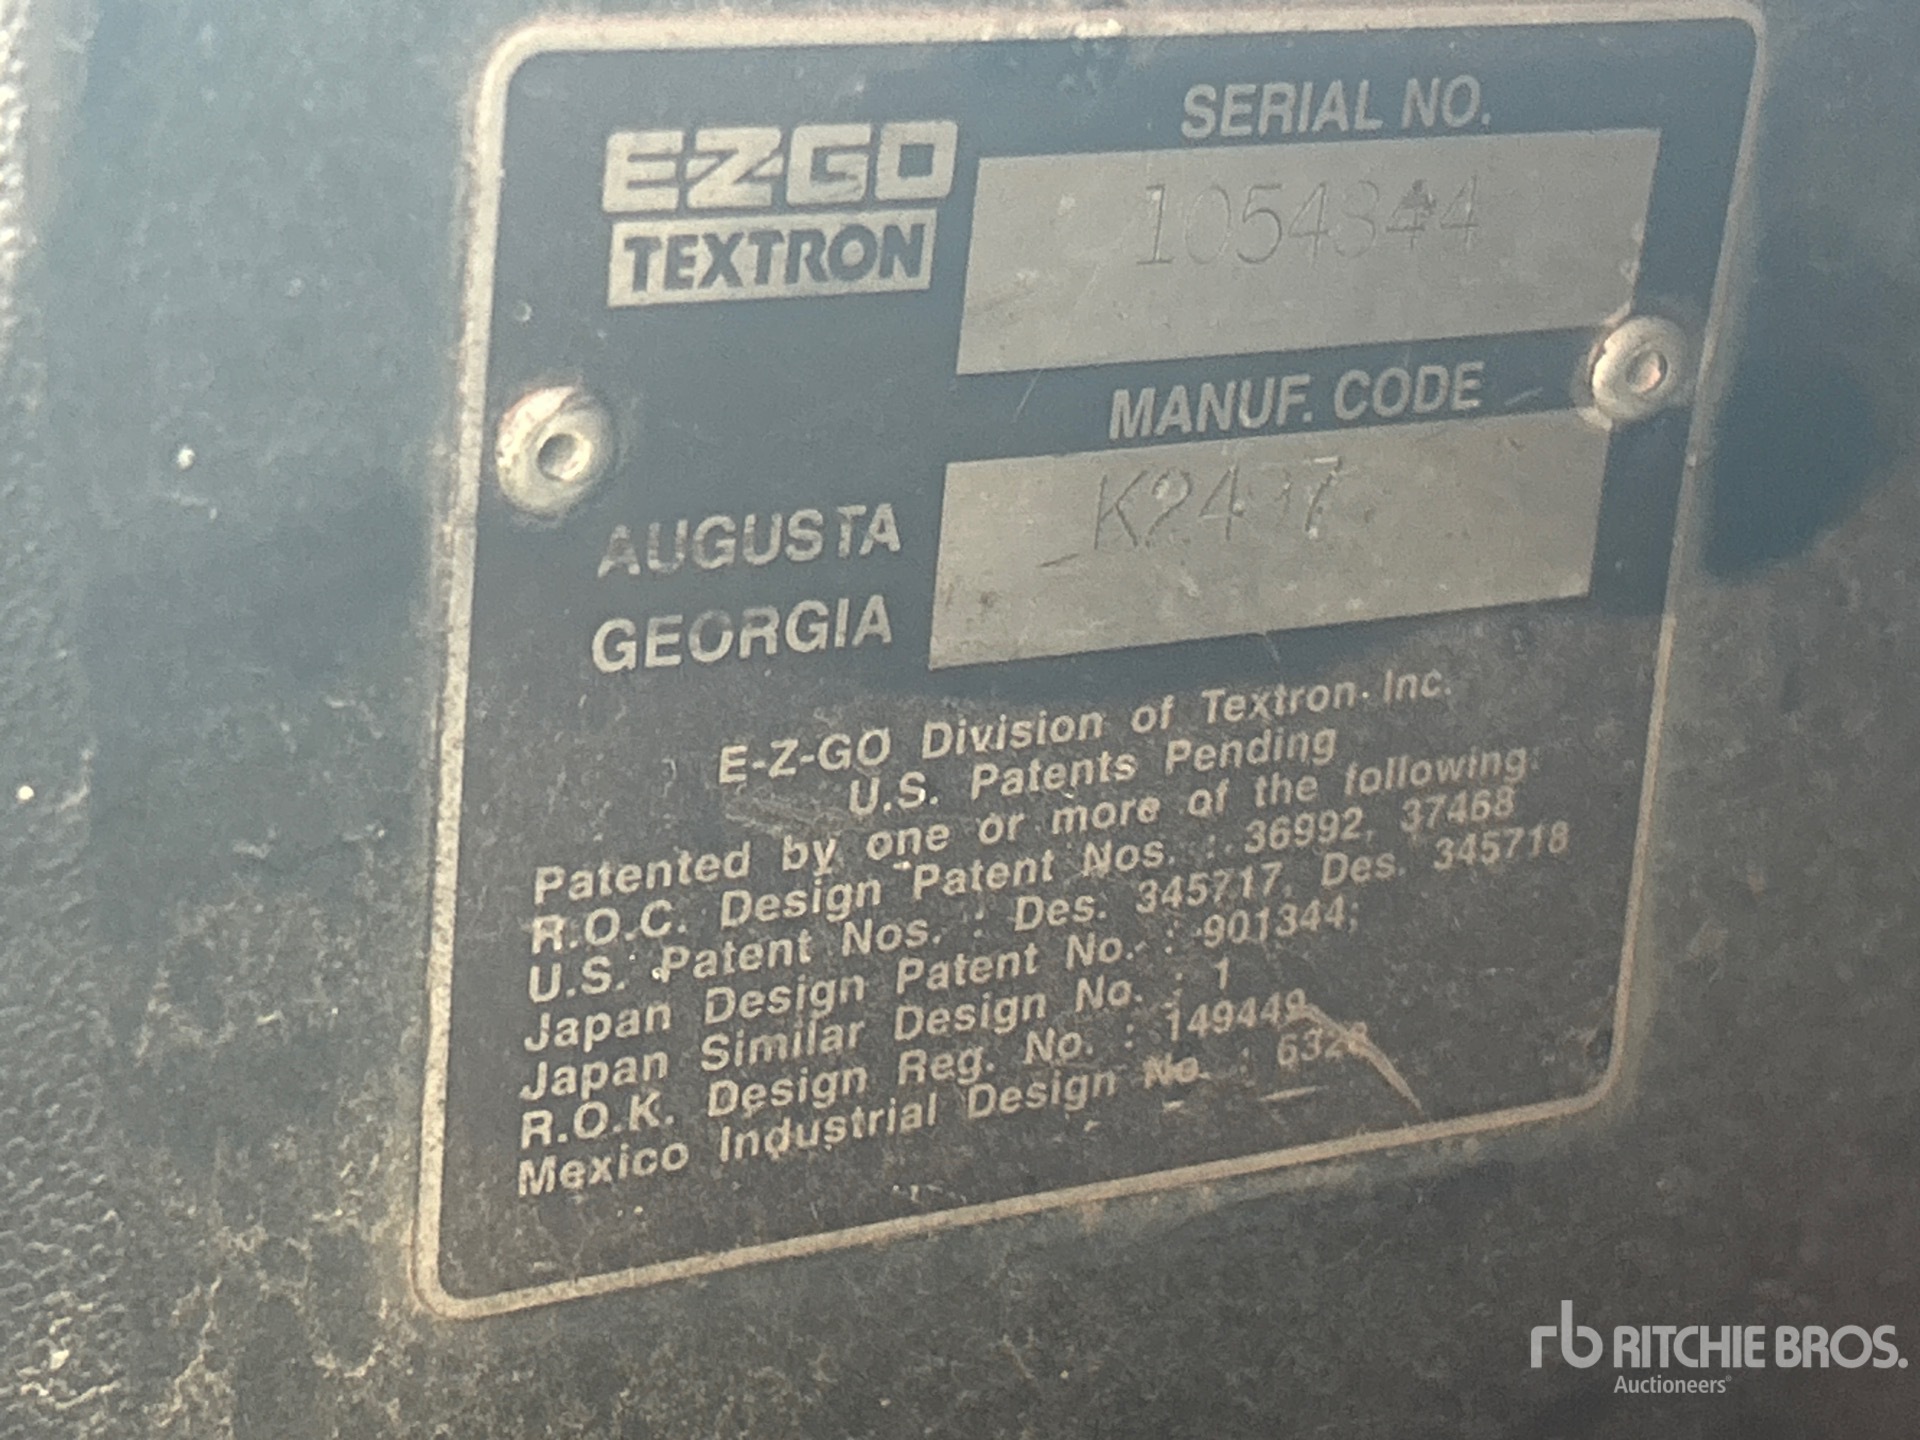 E-Z-GO
TEXTRON
SERIAL NO.
1054344
MANUF. CODE
AUGUSTA
GEORGIA
E-Z-GO Division of Textron Inc.
U.S. Patents Pending
Patented by one or more of the following:
R.O.C. Design Patent Nos. : 36992, 37468
U.S. Patent Nos. : Des. 345717, Des. 345718
Japan Design Patent No. : 901344;
Japan Similar Design No. : 1
R.O.K. Design Reg. No. : 149449
Mexico Industrial Design No. :
rb RITCHIE BROS.
Auctioneers